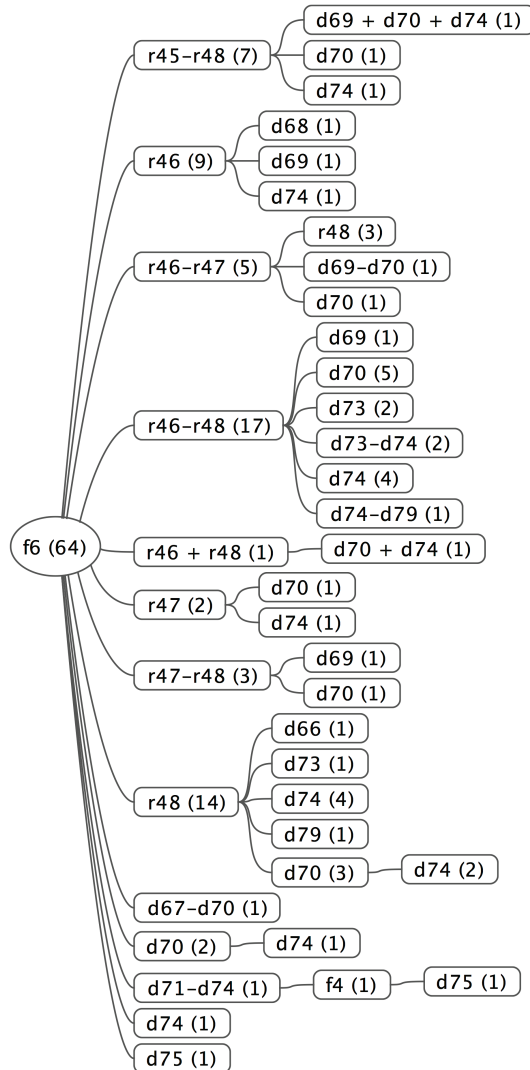 d69 + d70 + d74 (1)
r45–r48 (7)
d70 (1)
d74 (1)
d68 (1)
r46 (9)
d69 (1)
d74 (1)
r48 (3)
r46–r47 (5)
d69–d70 (1)
d70 (1)
d69 (1)
d70 (5)
d73 (2)
r46–r48 (17)
d73–d74 (2)
d74 (4)
d74–d79 (1)
f6 (64)
r46 + r48 (1)
d70 + d74 (1)
d70 (1)
r47 (2)
d74 (1)
d69 (1)
r47–r48 (3)
d70 (1)
d66 (1)
d73 (1)
r48 (14)
d74 (4)
d79 (1)
d70 (3)
d74 (2)
d67–d70 (1)
d70 (2)
d74 (1)
d71–d74 (1)
f4 (1)
d75 (1)
d74 (1)
d75 (1)